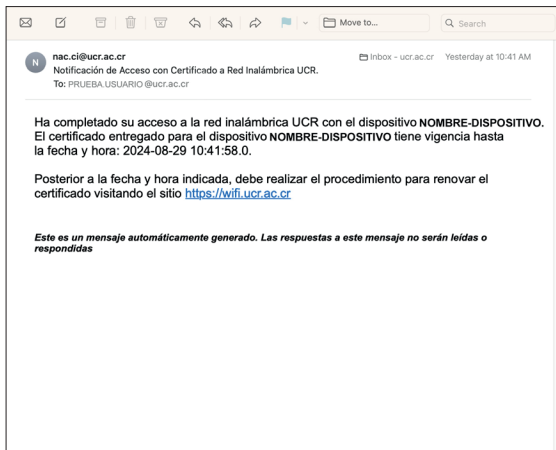 Move to...
Search
N
nac.ci@ucr.ac.cr
Inbox - ucr.ac.cr
Yesterday at 10:41 AM
Notificación de Acceso con Certificado a Red Inalámbrica UCR.
To: PRUEBA.USUARIO @ucr.ac.cr
Ha completado su acceso a la red inalámbrica UCR con el dispositivo NOMBRE-DISPOSITIVO.
El certificado entregado para el dispositivo NOMBRE-DISPOSITIVO tiene vigencia hasta
la fecha y hora: 2024-08-29 10:41:58.0.
Posterior a la fecha y hora indicada, debe realizar el procedimiento para renovar el
certificado visitando el sitio https://wifi.ucr.ac.cr
Este es un mensaje automáticamente generado. Las respuestas a este mensaje no serán leídas o
respondidas